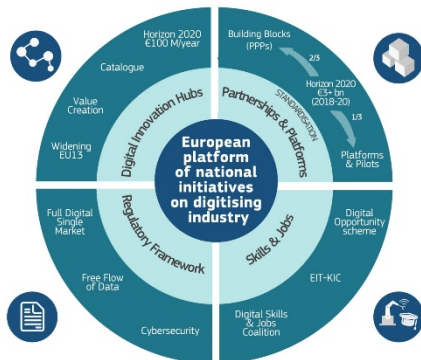 Horizon 2020
€100 M/year
Catalogue
Value
Creation
Widening
EU13
Digital Innovation Hubs
Building Blocks
(PPPs)
2/3
Horizon 2020
€3+ bn
(2018-20)
1/3
Platforms
& Pilots
STANDARDISATION
Partnerships & Platforms
European
platform
of national
initiatives
on digitising
industry
Full Digital
Single
Market
Free Flow
of Data
Cybersecurity
Regulatory Framework
Skills & Jobs
Digital
Opportunity
scheme
EIT-KIC
Digital Skills
& Jobs
Coalition